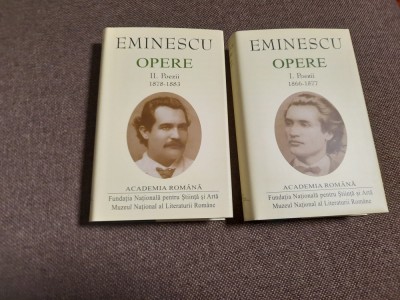 EMINESCU
OPERE
II. Poezii
1878-1883
ACADEMIA ROMÂNĂ
Fundația Națională pentru Știință și Artă
Muzeul Național al Literaturii Române
EMINESCU
OPERE
I. Poezii
1866-1877
ACADEMIA ROMÂNĂ
Fundația Națională pentru Știință și Artă
Muzeul Național al Literaturii Române